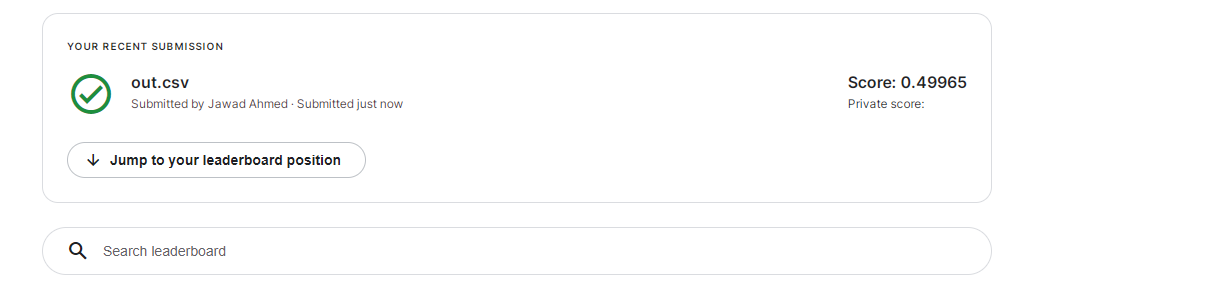 YOUR RECENT SUBMISSION
out.csv
Submitted by Jawad Ahmed · Submitted just now
Score: 0.49965
Private score:
Jump to your leaderboard position
Search leaderboard